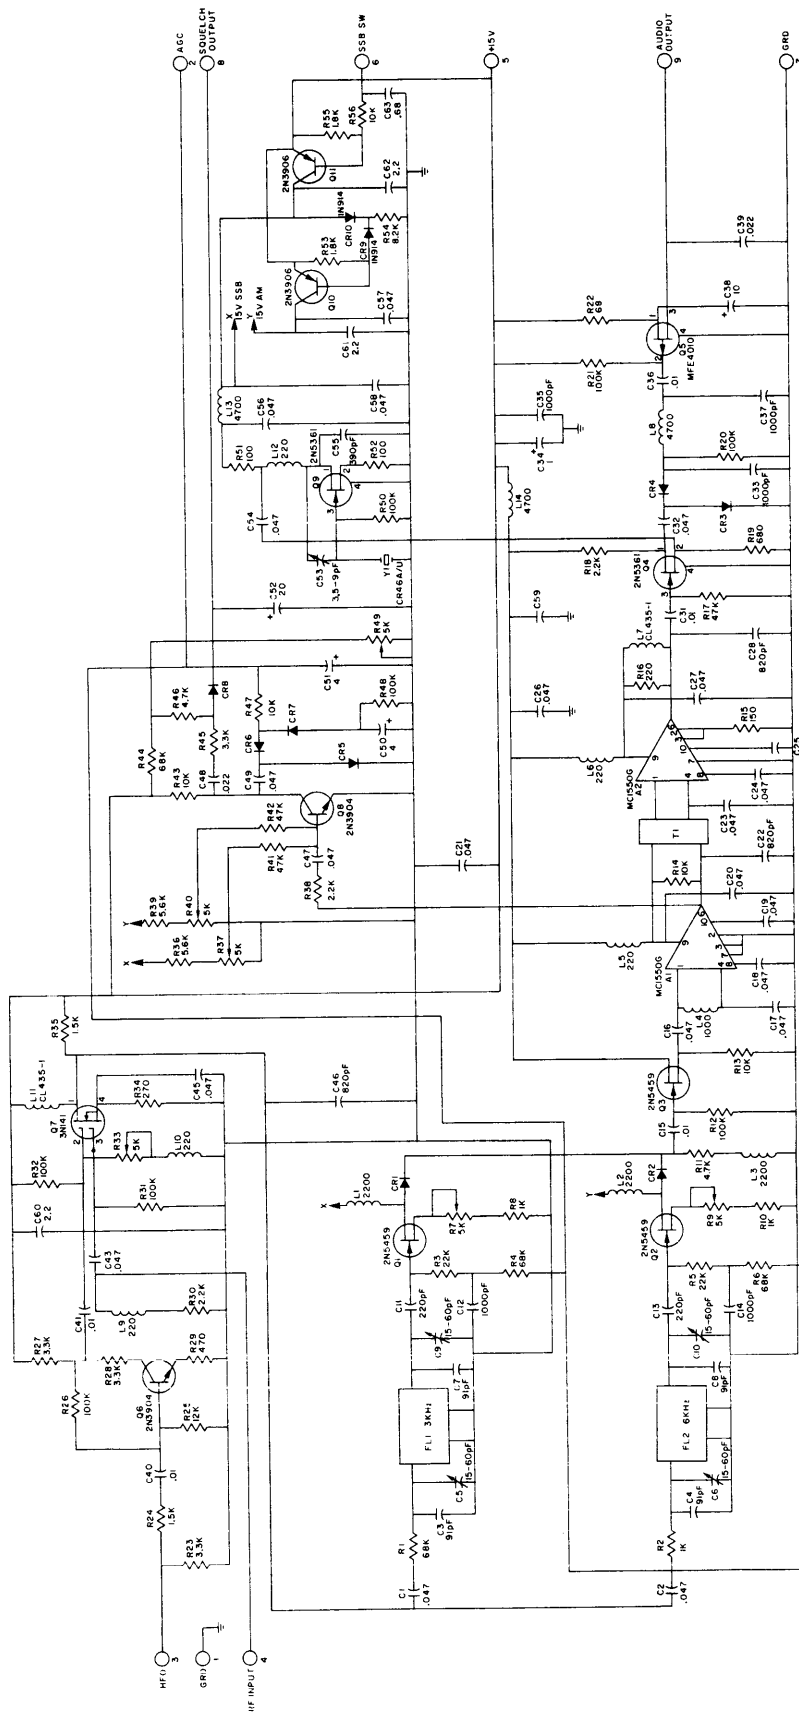 AGC
2
SQUELCH
OUTPUT
8
SSB SW
6
+15V
5
AUDIO
OUTPUT
9
GRD
7
R55
1.8K
R56
10K
C63
.68
2N3906
Q11
C62
2.2
1N914
CR10
R54
8.2K
R53
1.8K
CR9
1N914
2N3906
Q10
C57
.047
C61
2.2
X
15V SSB
Y
15V AM
L13
4700
C56
.047
C58
.047
R51
100
L12
220
2N5361
C55
390pF
Q9
1
2
3
4
R52
100
R50
100K
C54
.047
C53
3.5-9pF
Y1
CR46A/U
C52
20
R49
5K
R46
4.7K
CR8
R45
3.3K
R47
10K
C51
4
CR7
CR6
R48
100K
C50
4
CR5
R44
68K
R43
10K
C48
.022
C49
.047
Q8
2N3904
R42
47K
R41
47K
C47
.047
R38
2.2K
R39
5.6K
R40
5K
R36
5.6K
R37
5K
Y
X
C21
.047
R35
1.5K
L11
CL435-1
Q7
3N141
1
2
3
4
R34
270
C45
.047
R33
5K
L10
220
R32
100K
R31
100K
C60
2.2
C43
.047
C41
.01
L9
220
R30
2.2K
R27
3.3K
R28
3.3K
R29
470
R26
100K
Q6
2N3904
R25
12K
C40
.01
R24
1.5K
R23
3.3K
HFO
3
GRD
1
RF INPUT
4
C46
820pF
L1
2200
X
CR1
2N5459
Q1
R7
5K
R8
1K
R3
22K
R4
68K
C11
220pF
C12
1000pF
C9
15-60pF
C7
91pF
FL1 3KHz
C5
15-60pF
C3
91pF
R1
68K
C1
.047
C2
.047
R2
1K
C4
91pF
C6
15-60pF
FL2 6KHz
C8
91pF
C10
15-60pF
C13
220pF
C14
1000pF
R5
22K
R6
68K
2N5459
Q2
R9
5K
R10
1K
L2
2200
Y
CR2
R11
4.7K
L3
2200
C15
.01
R12
100K
2N5459
Q3
R13
10K
C16
.047
L4
1000
C17
.047
MC1550G
A1
L5
220
C18
.047
C19
.047
C20
.047
R14
10K
C22
820pF
T1
C23
.047
MC1550G
A2
L6
220
C24
.047
C25
R15
150
C27
.047
C26
.047
R16
220
L7
CL435-1
C28
820pF
C31
.01
R17
47K
2N5361
Q4
R18
2.2K
R19
680
C32
.047
CR3
CR4
C33
1000pF
R20
100K
L8
4700
C37
1000pF
C36
.01
Q5
MFE4010
R21
100K
R22
68
C38
10
C39
.022
C34
1
C35
1000pF
L14
4700
C59